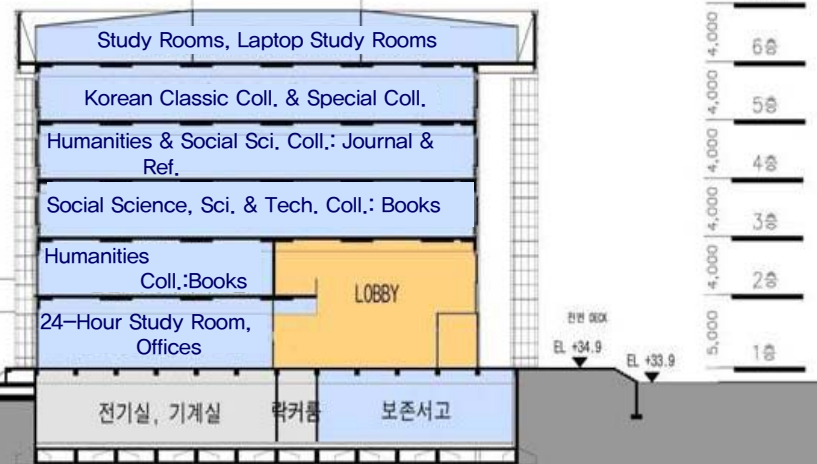 Study Rooms, Laptop Study Rooms
Korean Classic Coll. & Special Coll.
Humanities & Social Sci. Coll.: Journal &
Ref.
Social Science, Sci. & Tech. Coll.: Books
Humanities
Coll.:Books
24-Hour Study Room,
Offices
LOBBY
전기실, 기계실
락커룸
보존서고
전면 DECK
EL +34.9
EL +33.9
4,000
6층
4,000
5층
4,000
4층
4,000
3층
4,000
2층
5,000
1층